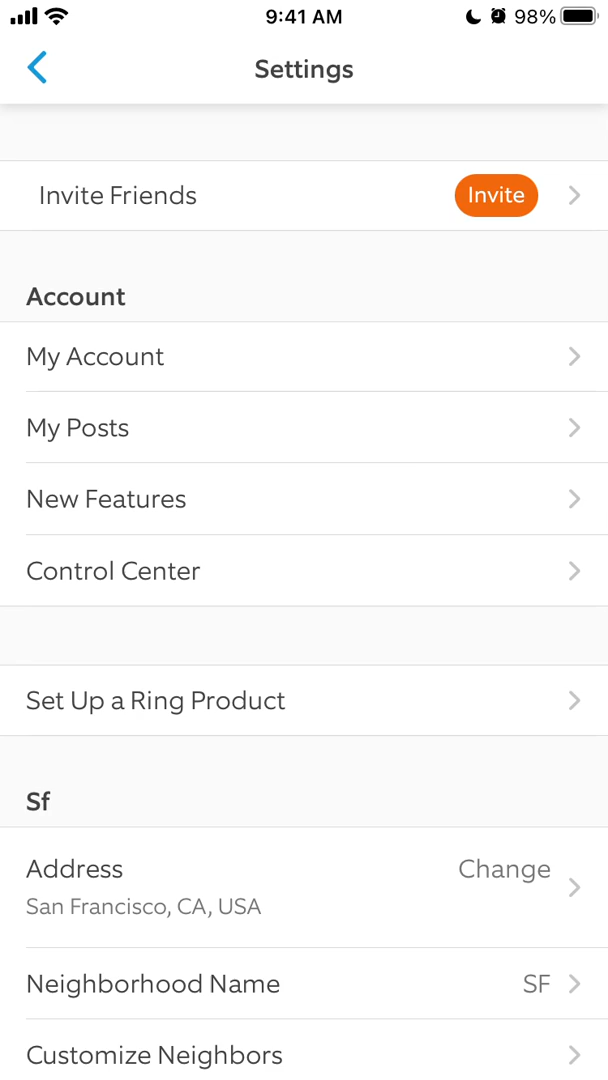 9:41 AM
98%
Settings
Invite Friends
Invite
Account
My Account
My Posts
New Features
Control Center
Set Up a Ring Product
Sf
Address
Change
San Francisco, CA, USA
Neighborhood Name
SF
Customize Neighbors